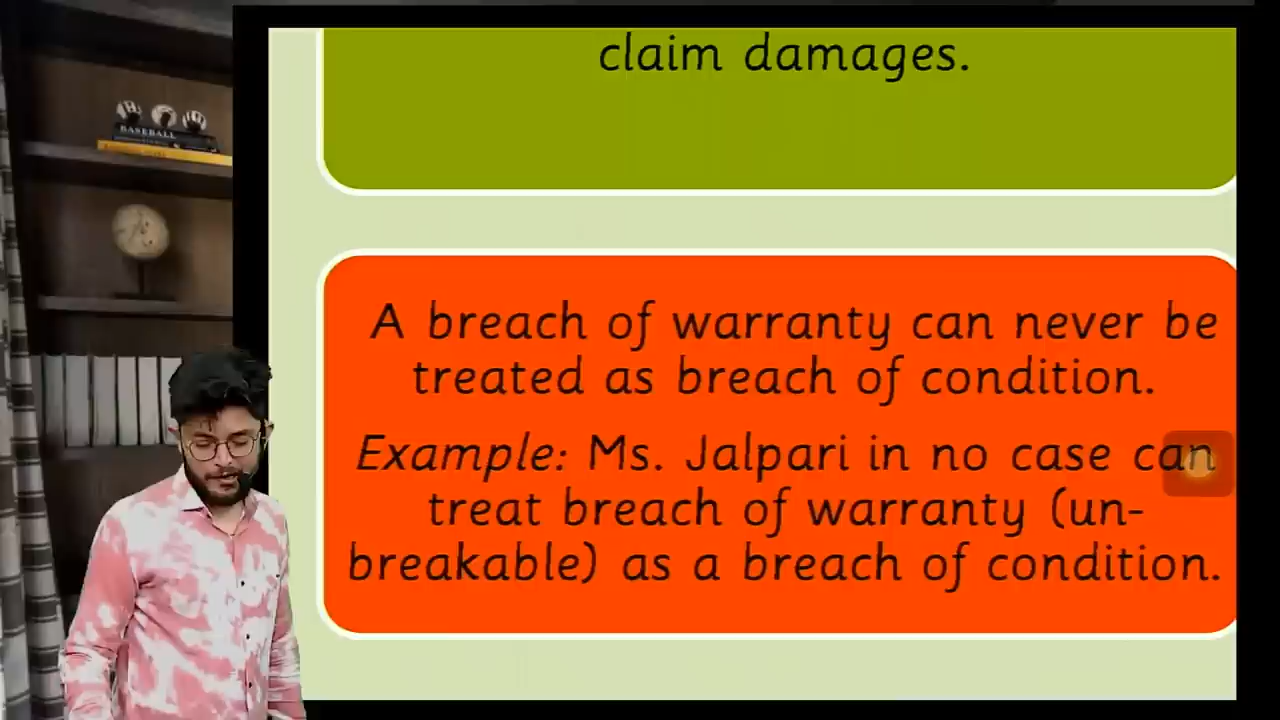 claim damages.
BASEBALL
A breach of warranty can never be
treated as breach of condition.
Example: Ms. Jalpari in no case can
treat breach of warranty (un-
breakable) as a breach of condition.